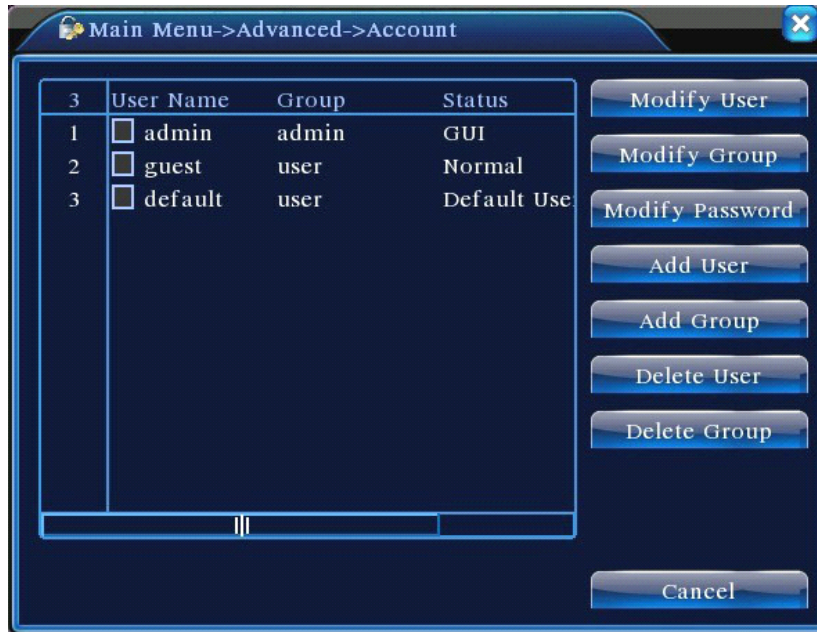 Main Menu->Advanced->Account
3 User Name Group Status
1 admin admin GUI
2 guest user Normal
3 default user Default Use
Modify User
Modify Group
Modify Password
Add User
Add Group
Delete User
Delete Group
Cancel